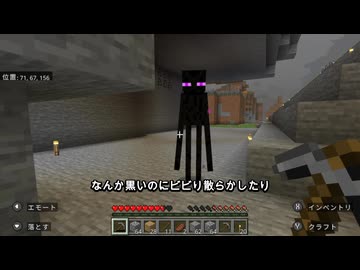 位置: 71, 67, 156
なんか黒いのにビビり散らかしたり
エモート
落とす
インベントリ
クラフト